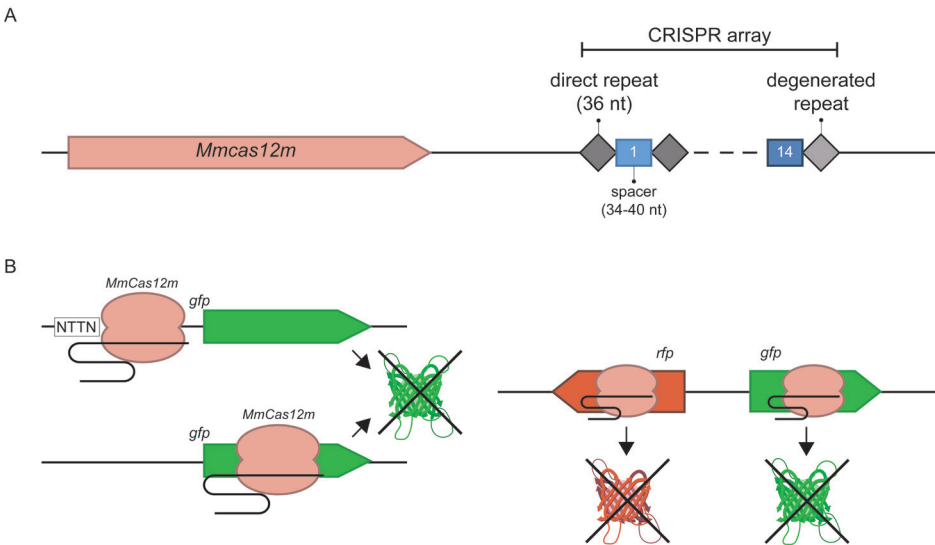 A
CRISPR array
direct repeat
(36 nt)
degenerated
repeat
Mmcas12m
1
14
spacer
(34-40 nt)
B
MmCas12m
gfp
NTTN
MmCas12m
gfp
rfp
gfp